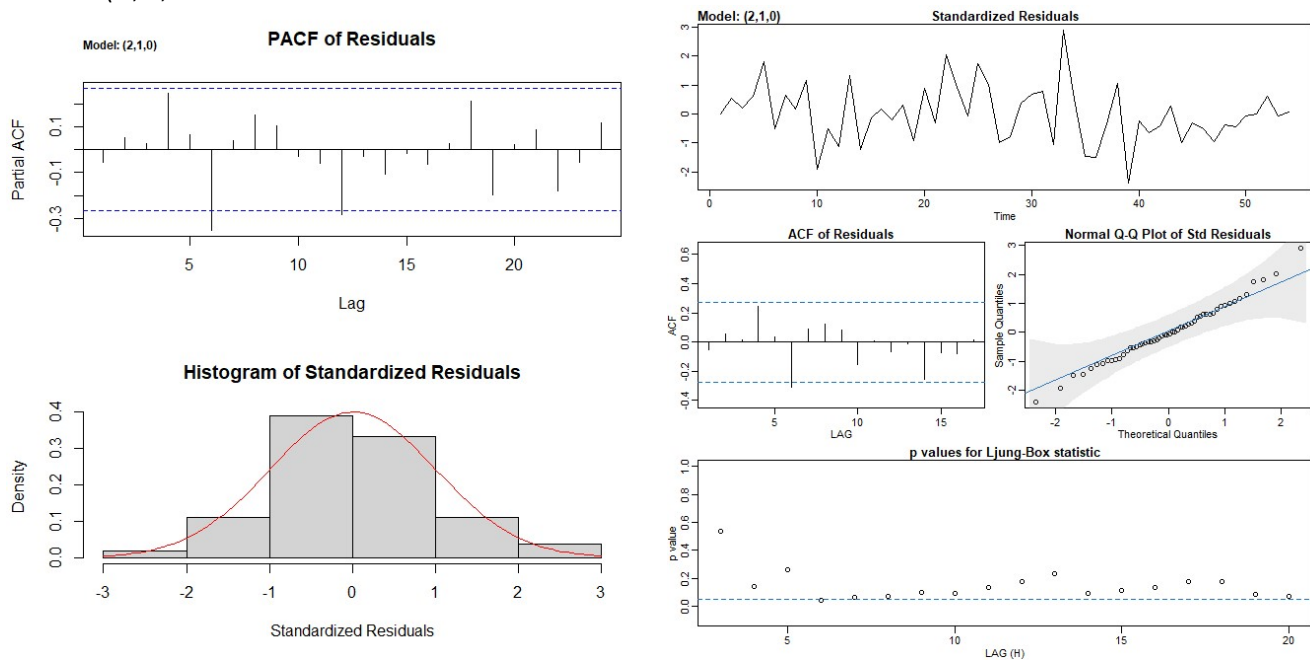 Model: (2,1,0)
PACF of Residuals
Partial ACF
0.1
-0.1
-0.3
5 10 15 20
Lag
Histogram of Standardized Residuals
Density
0.4
0.3
0.2
0.1
0.0
-3 -2 -1 0 1 2 3
Standardized Residuals
Model: (2,1,0) Standardized Residuals
3
2
1
0
-1
-2
0 10 20 30 40 50
Time
ACF of Residuals
ACF
0.6
0.4
0.2
0.0
-0.2
-0.4
5 10 15
LAG
Normal Q-Q Plot of Std Residuals
Sample Quantiles
3
2
1
0
-1
-2
-2 -1 0 1 2
Theoretical Quantiles
p values for Ljung-Box statistic
p value
1.0
0.8
0.6
0.4
0.2
0.0
5 10 15 20
LAG (H)